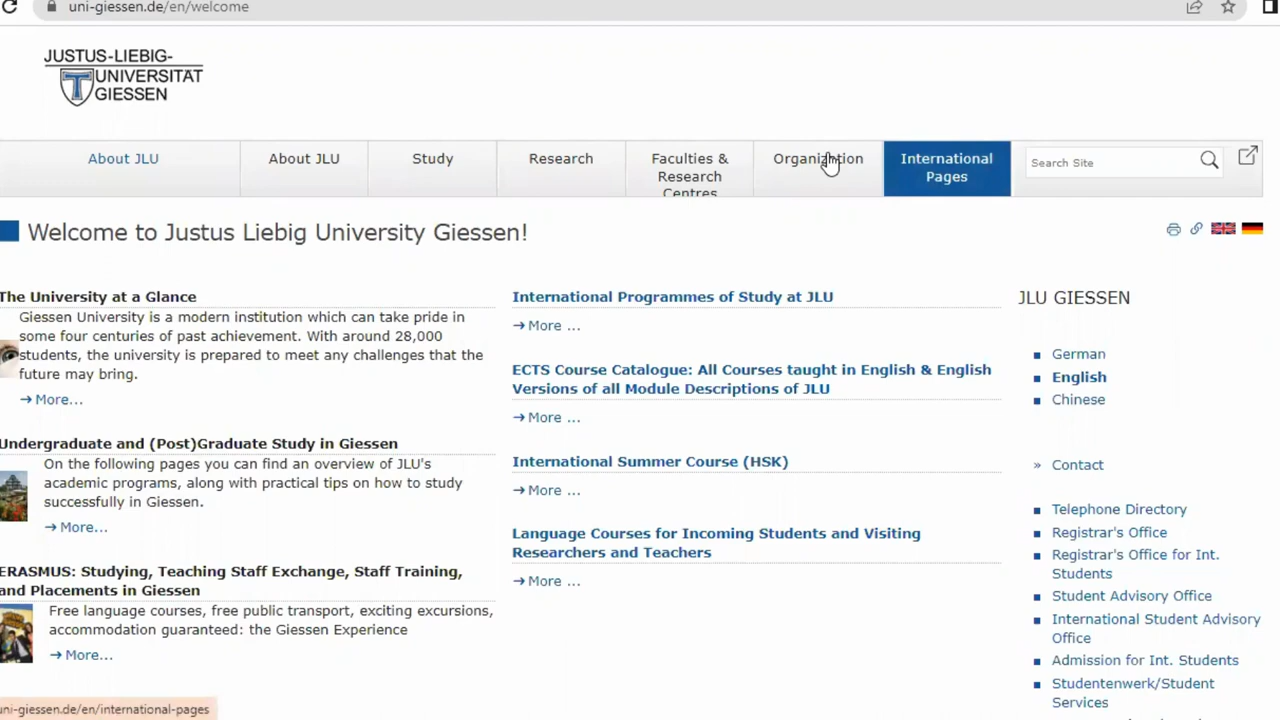 uni-giessen.de/en/welcome
JUSTUS-LIEBIG-
UNIVERSITÄT
GIESSEN
About JLU
About JLU
Study
Research
Faculties &
Research
Centres
Organization
International
Pages
Search Site
Welcome to Justus Liebig University Giessen!
The University at a Glance
Giessen University is a modern institution which can take pride in
some four centuries of past achievement. With around 28,000
students, the university is prepared to meet any challenges that the
future may bring.
→ More...
Undergraduate and (Post)Graduate Study in Giessen
On the following pages you can find an overview of JLU's
academic programs, along with practical tips on how to study
successfully in Giessen.
→ More...
ERASMUS: Studying, Teaching Staff Exchange, Staff Training,
and Placements in Giessen
Free language courses, free public transport, exciting excursions,
accommodation guaranteed: the Giessen Experience
→ More...
International Programmes of Study at JLU
→ More ...
ECTS Course Catalogue: All Courses taught in English & English
Versions of all Module Descriptions of JLU
→ More ...
International Summer Course (HSK)
→ More ...
Language Courses for Incoming Students and Visiting
Researchers and Teachers
→ More ...
JLU GIESSEN
German
English
Chinese
» Contact
Telephone Directory
Registrar's Office
Registrar's Office for Int.
Students
Student Advisory Office
International Student Advisory
Office
Admission for Int. Students
Studentenwerk/Student
Services
uni-giessen.de/en/international-pages